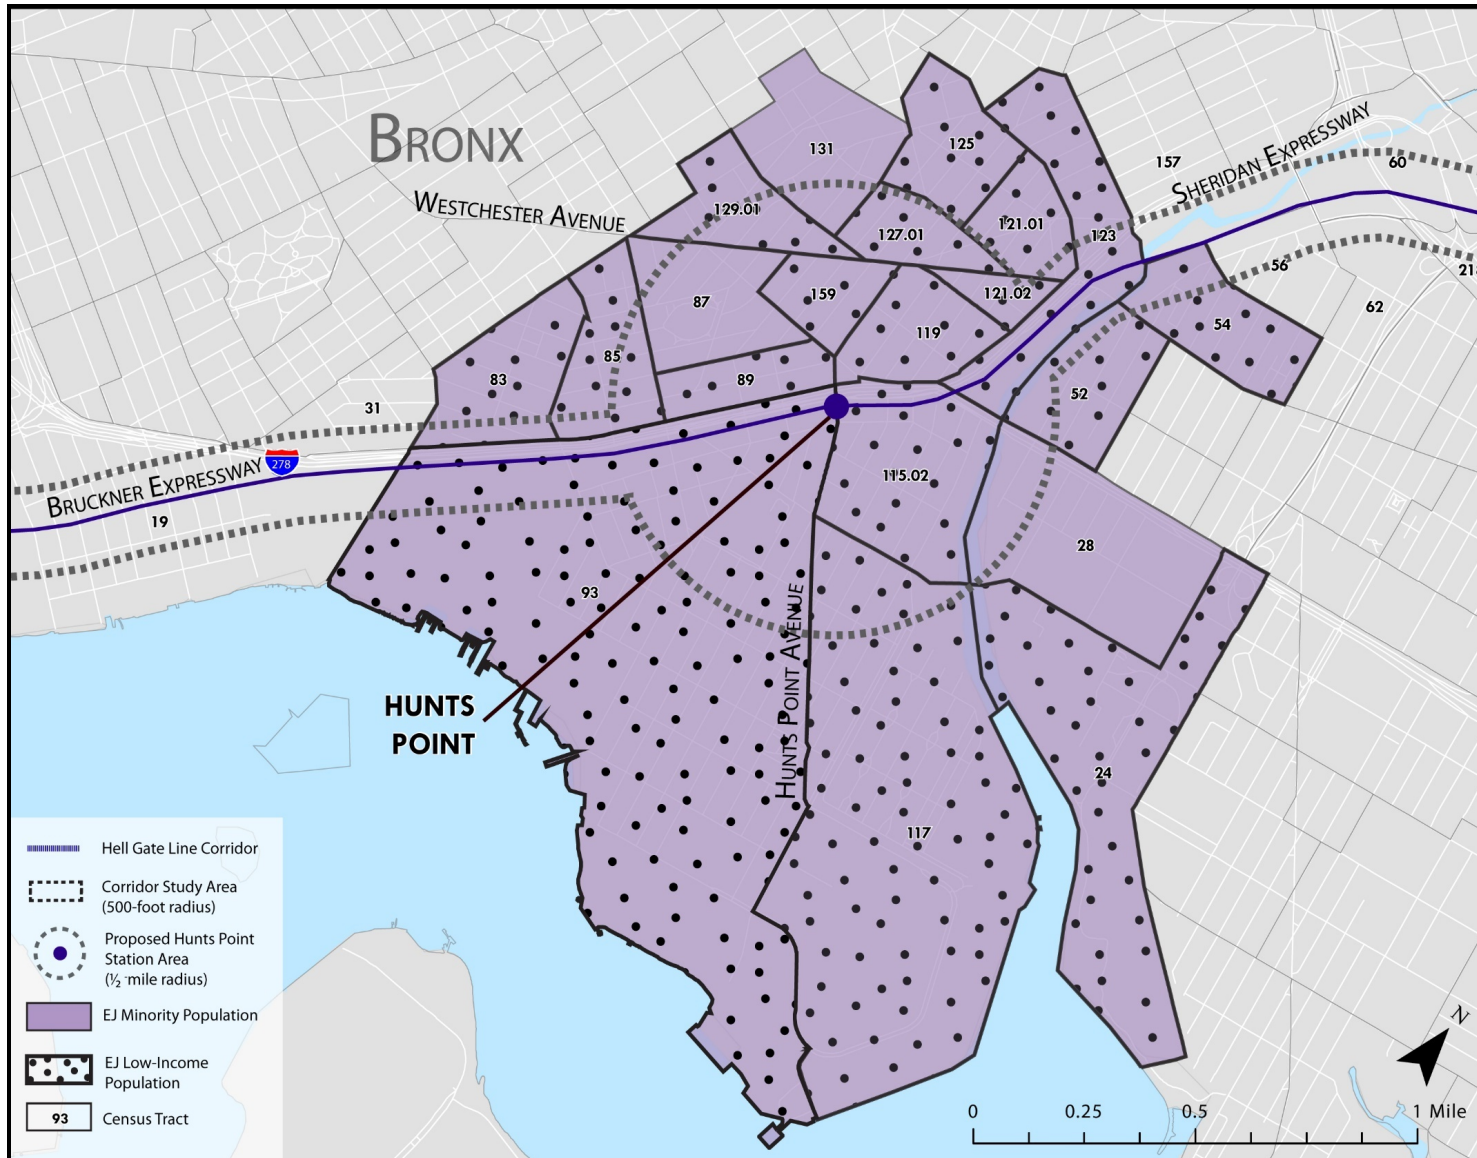 BRONX
WESTCHESTER AVENUE
SHERIDAN EXPRESSWAY
BRUCKNER EXPRESSWAY
278
HUNTS POINT AVENUE
HUNTS
POINT
131
125
157
60
129.01
127.01
121.01
123
56
21
87
159
121.02
62
119
54
85
83
89
52
31
115.02
19
28
93
24
117
Hell Gate Line Corridor
Corridor Study Area
(500-foot radius)
Proposed Hunts Point
Station Area
(½ -mile radius)
EJ Minority Population
EJ Low-Income
Population
93 Census Tract
N
0 0.25 0.5 1 Mile